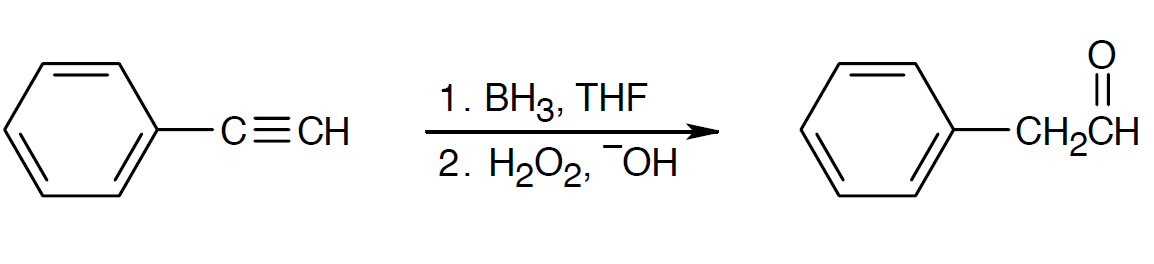 C≡CH
1. BH₃, THF
2. H₂O₂, ⁻OH
O
CH₂CH